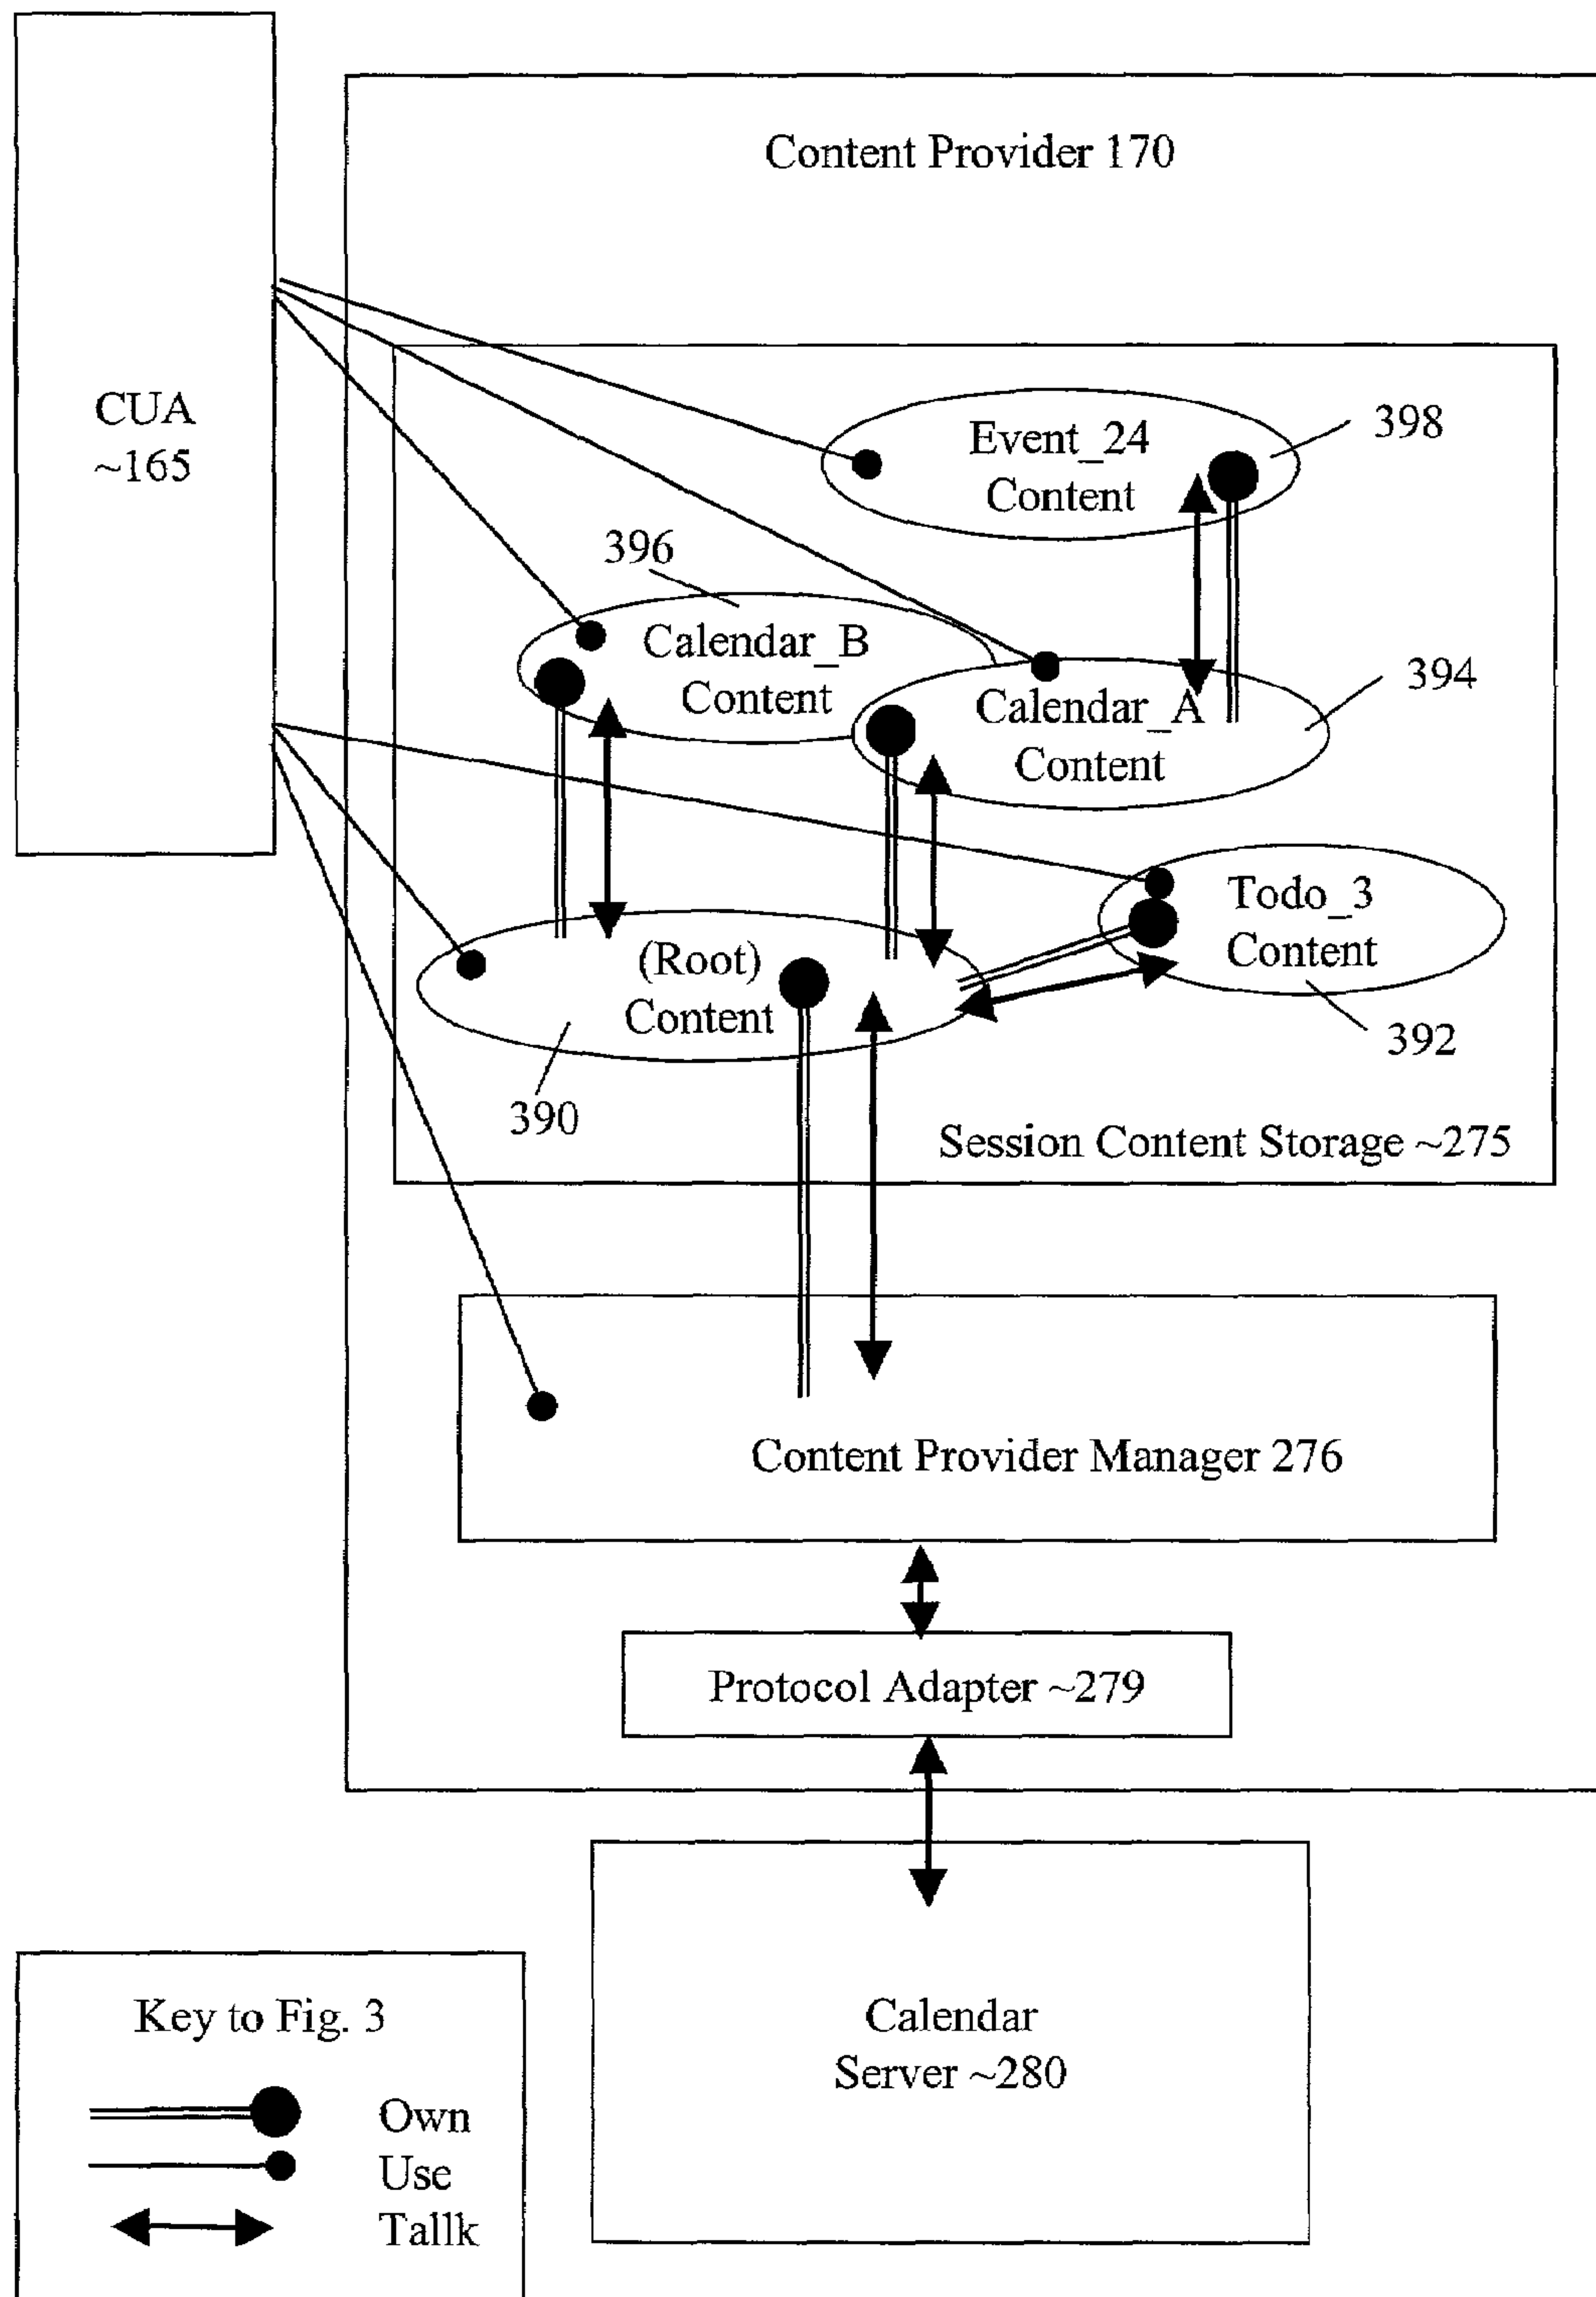 Content Provider 170
CUA
~165
Event_24
Content
398
396
Calendar_B
Content
Calendar_A
Content
394
Todo_3
Content
392
(Root)
Content
390
Session Content Storage ~275
Content Provider Manager 276
Protocol Adapter ~279
Calendar
Server ~280
Key to Fig. 3
Own
Use
Tallk